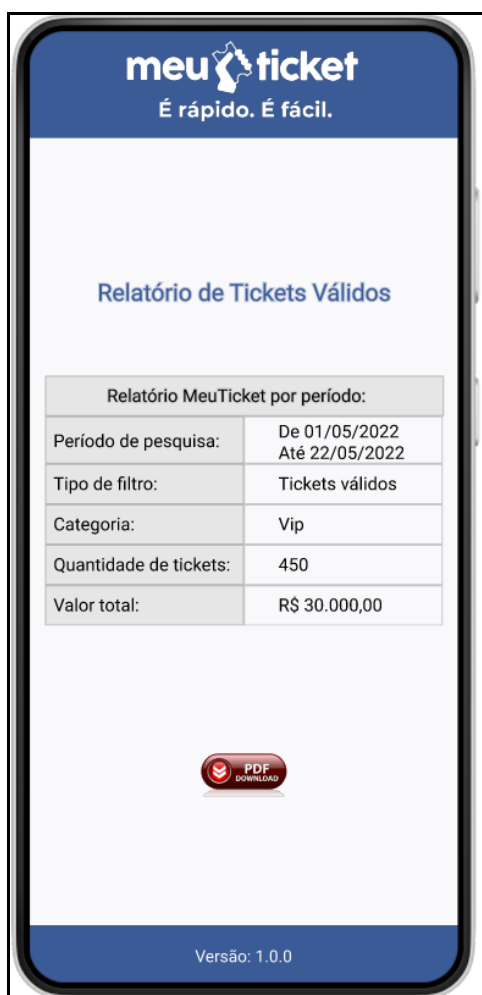 meu ticket
É rápido. É fácil.
Relatório de Tickets Válidos
Relatório MeuTicket por período:
Período de pesquisa: De 01/05/2022
Até 22/05/2022
Tipo de filtro: Tickets válidos
Categoria: Vip
Quantidade de tickets: 450
Valor total: R$ 30.000,00
PDF
DOWNLOAD
Versão: 1.0.0